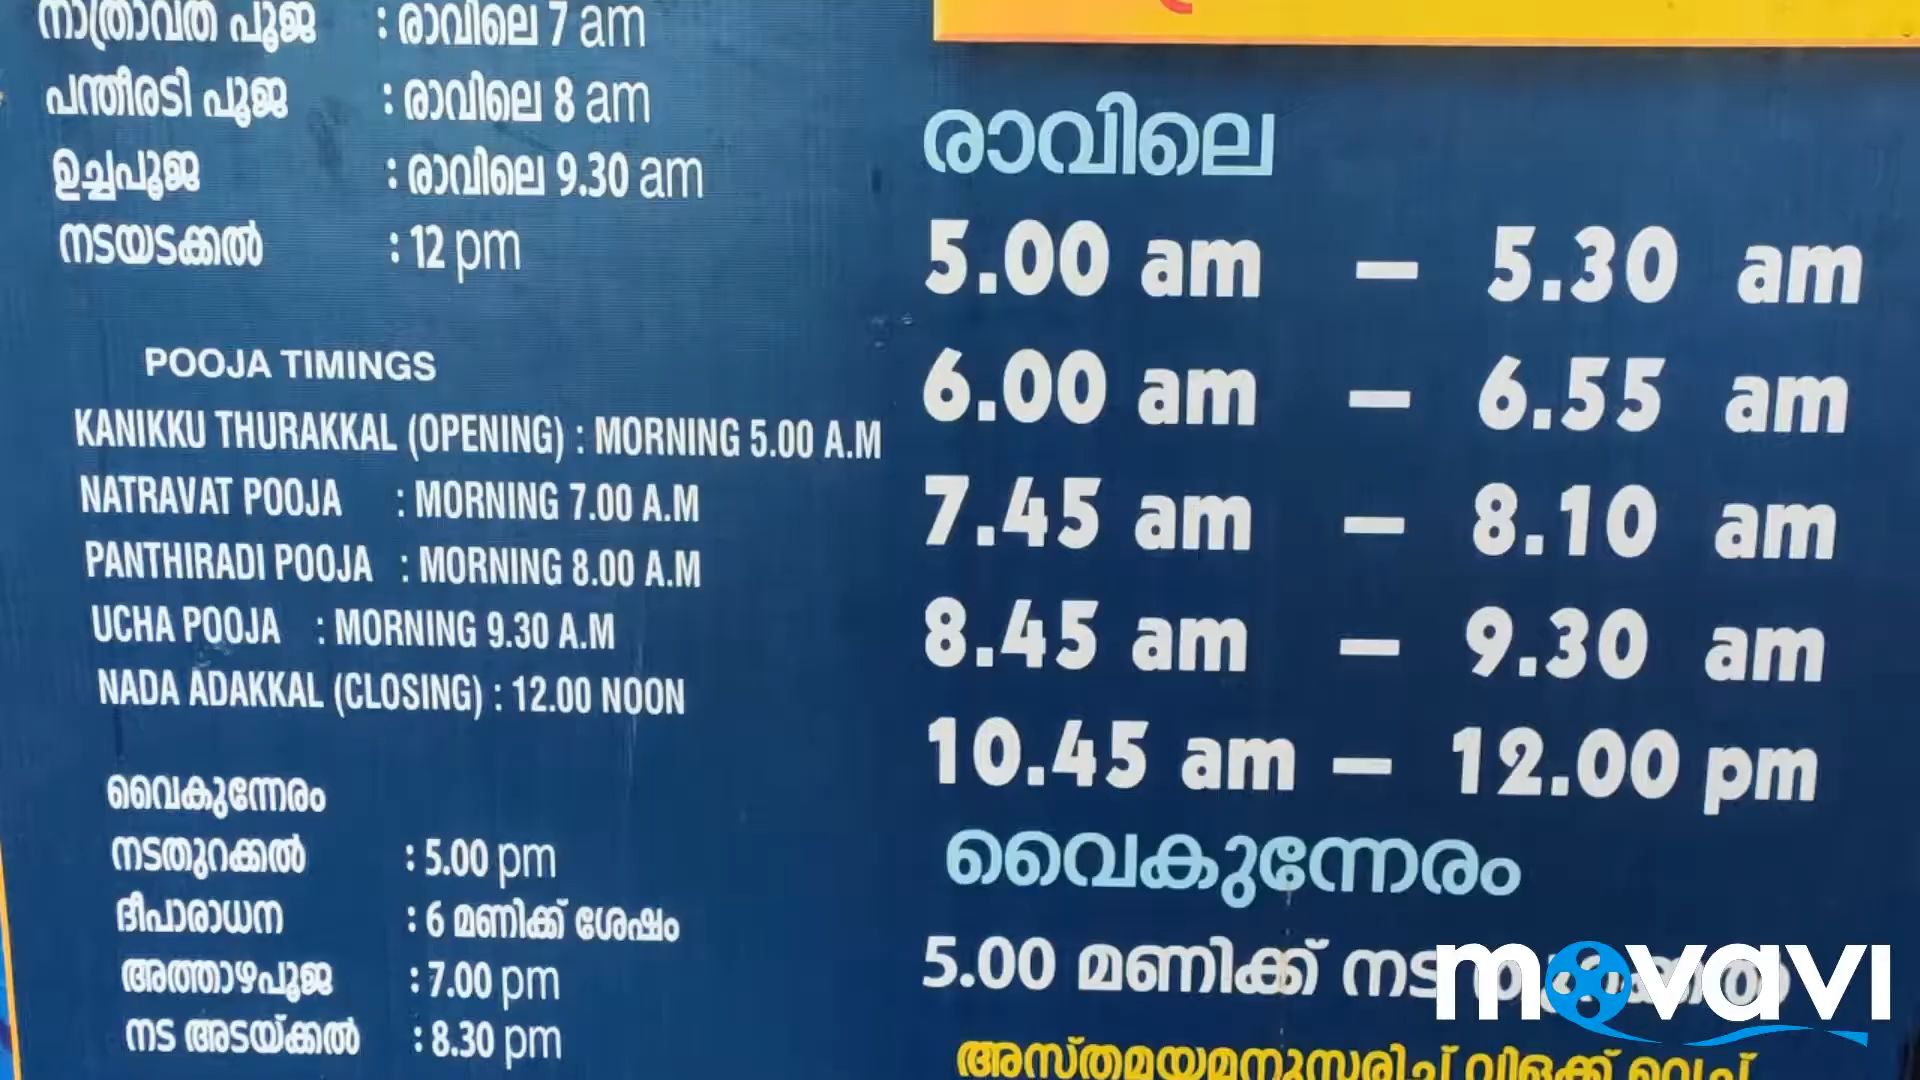 നാത്രാവത് പൂജ : രാവിലെ 7 am
പന്തീരടി പൂജ : രാവിലെ 8 am
ഉച്ചപൂജ : രാവിലെ 9.30 am
നടയടക്കൽ : 12 pm
POOJA TIMINGS
KANIKKU THURAKKAL (OPENING) : MORNING 5.00 A.M
NATRAVAT POOJA : MORNING 7.00 A.M
PANTHIRADI POOJA : MORNING 8.00 A.M
UCHA POOJA : MORNING 9.30 A.M
NADA ADAKKAL (CLOSING) : 12.00 NOON
വൈകുന്നേരം
നടതുറക്കൽ : 5.00 pm
ദീപാരാധന : 6 മണിക്ക് ശേഷം
അത്താഴപൂജ : 7.00 pm
നട അടയ്ക്കൽ : 8.30 pm
രാവിലെ
5.00 am – 5.30 am
6.00 am – 6.55 am
7.45 am – 8.10 am
8.45 am – 9.30 am
10.45 am – 12.00 pm
വൈകുന്നേരം
5.00 മണിക്ക് നട
അസ്തമയമനുസരിച്ച് വിളക്ക് വെച്ച്
movavi